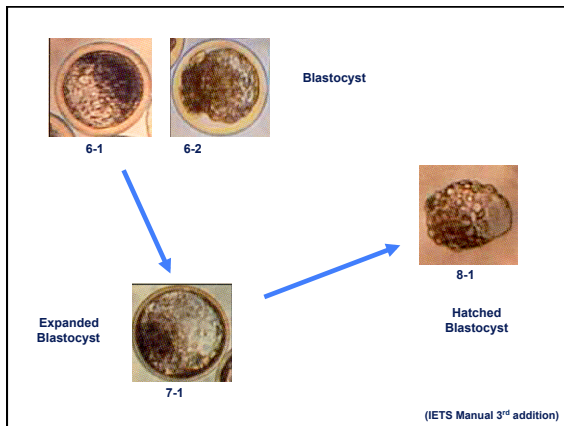 Blastocyst
6-1
6-2
8-1
Hatched
Blastocyst
Expanded
Blastocyst
7-1
(IETS Manual 3rd addition)